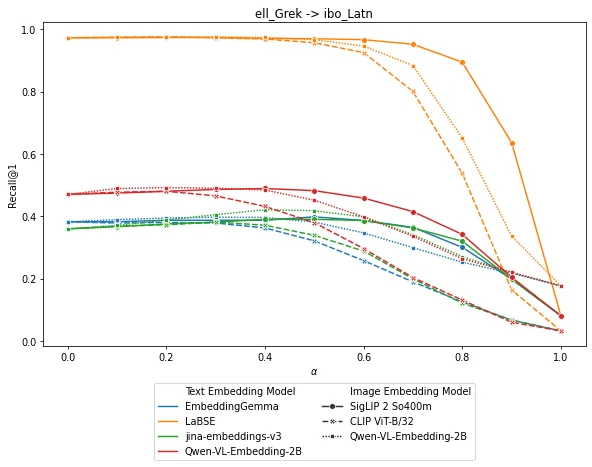 ell_Grek -> ibo_Latn
1.0
0.8
0.6
0.4
0.2
0.0
Recall@1
0.0 0.2 0.4 0.6 0.8 1.0
α
Text Embedding Model Image Embedding Model
EmbeddingGemma SigLIP 2 So400m
LaBSE CLIP ViT-B/32
jina-embeddings-v3 Qwen-VL-Embedding-2B
Qwen-VL-Embedding-2B